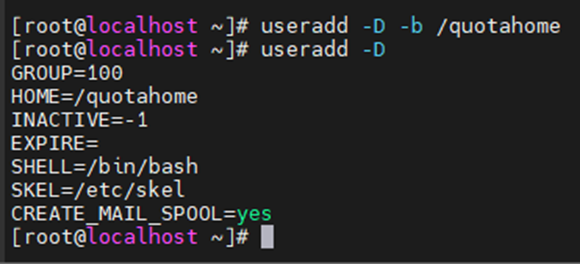 [root@localhost ~]# useradd -D -b /quotahome
[root@localhost ~]# useradd -D
GROUP=100
HOME=/quotahome
INACTIVE=-1
EXPIRE=
SHELL=/bin/bash
SKEL=/etc/skel
CREATE_MAIL_SPOOL=yes
[root@localhost ~]#